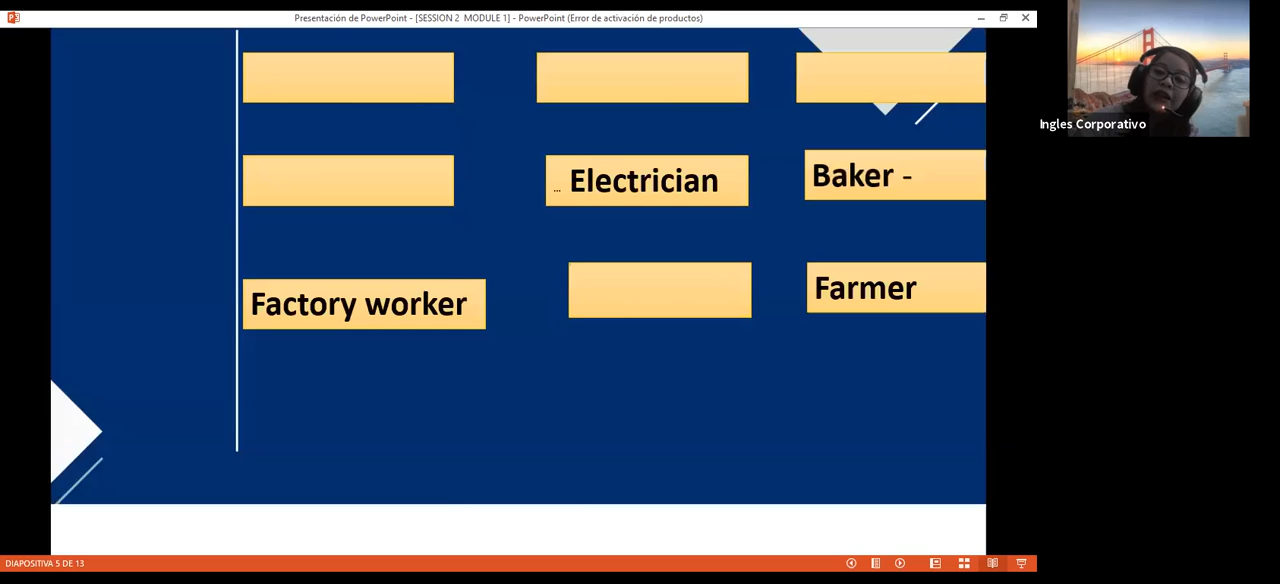 Presentación de PowerPoint - [SESSION 2 MODULE 1] - PowerPoint (Error de activación de productos)
Ingles Corporativo
... Electrician
Baker -
Factory worker
Farmer
DIAPOSITIVA 5 DE 13